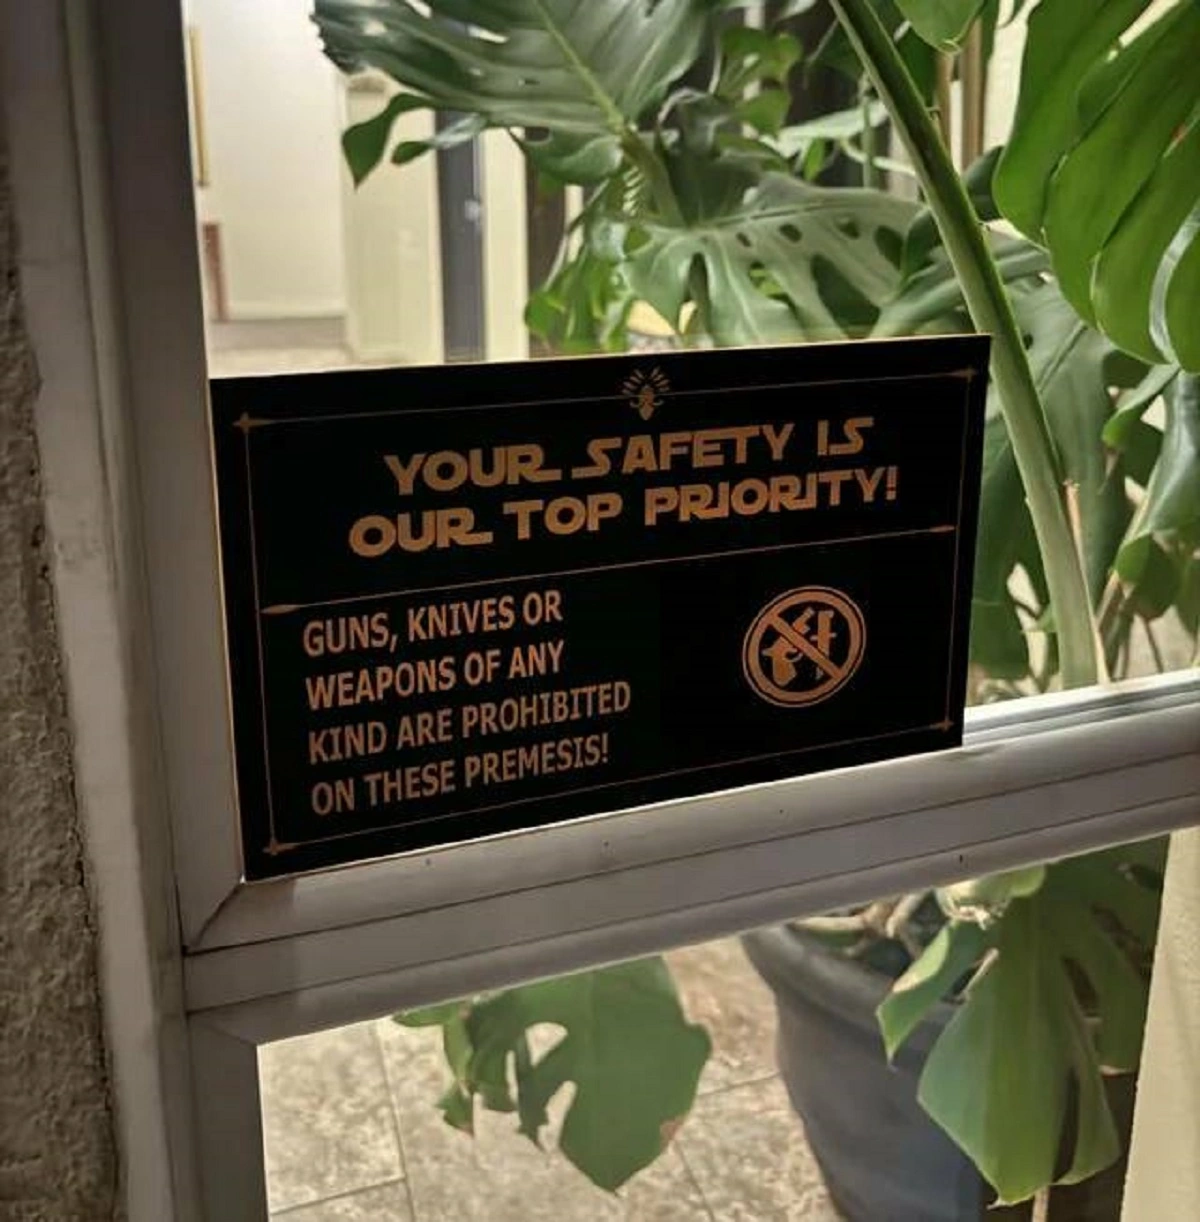 YOUR SAFETY IS
OUR TOP PRIORITY!
GUNS, KNIVES OR
WEAPONS OF ANY
KIND ARE PROHIBITED
ON THESE PREMESIS!